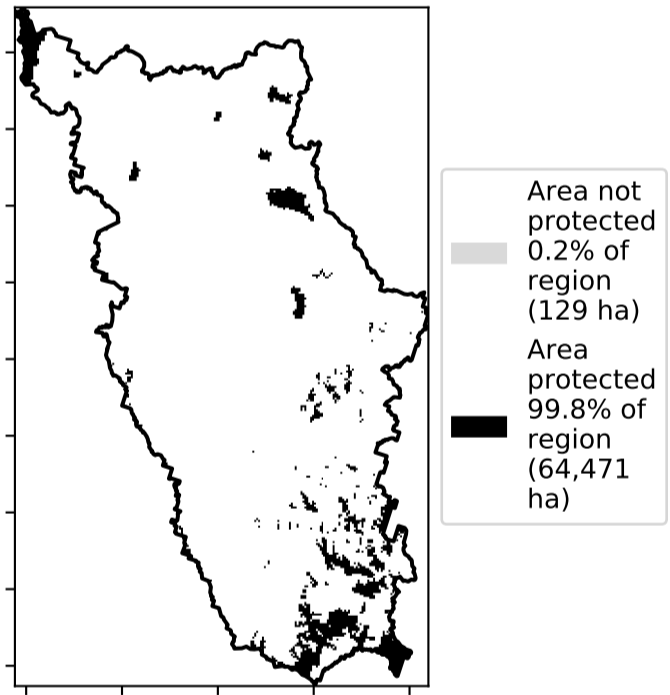 Area not
protected
0.2% of
region
(129 ha)
Area
protected
99.8% of
region
(64,471
ha)